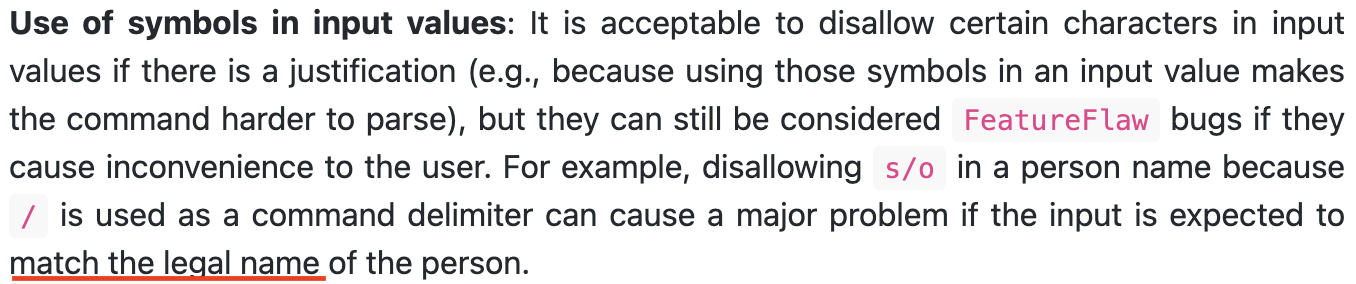 Use of symbols in input values: It is acceptable to disallow certain characters in input
values if there is a justification (e.g., because using those symbols in an input value makes
the command harder to parse), but they can still be considered FeatureFlaw bugs if they
cause inconvenience to the user. For example, disallowing s/o in a person name because
/ is used as a command delimiter can cause a major problem if the input is expected to
match the legal name of the person.